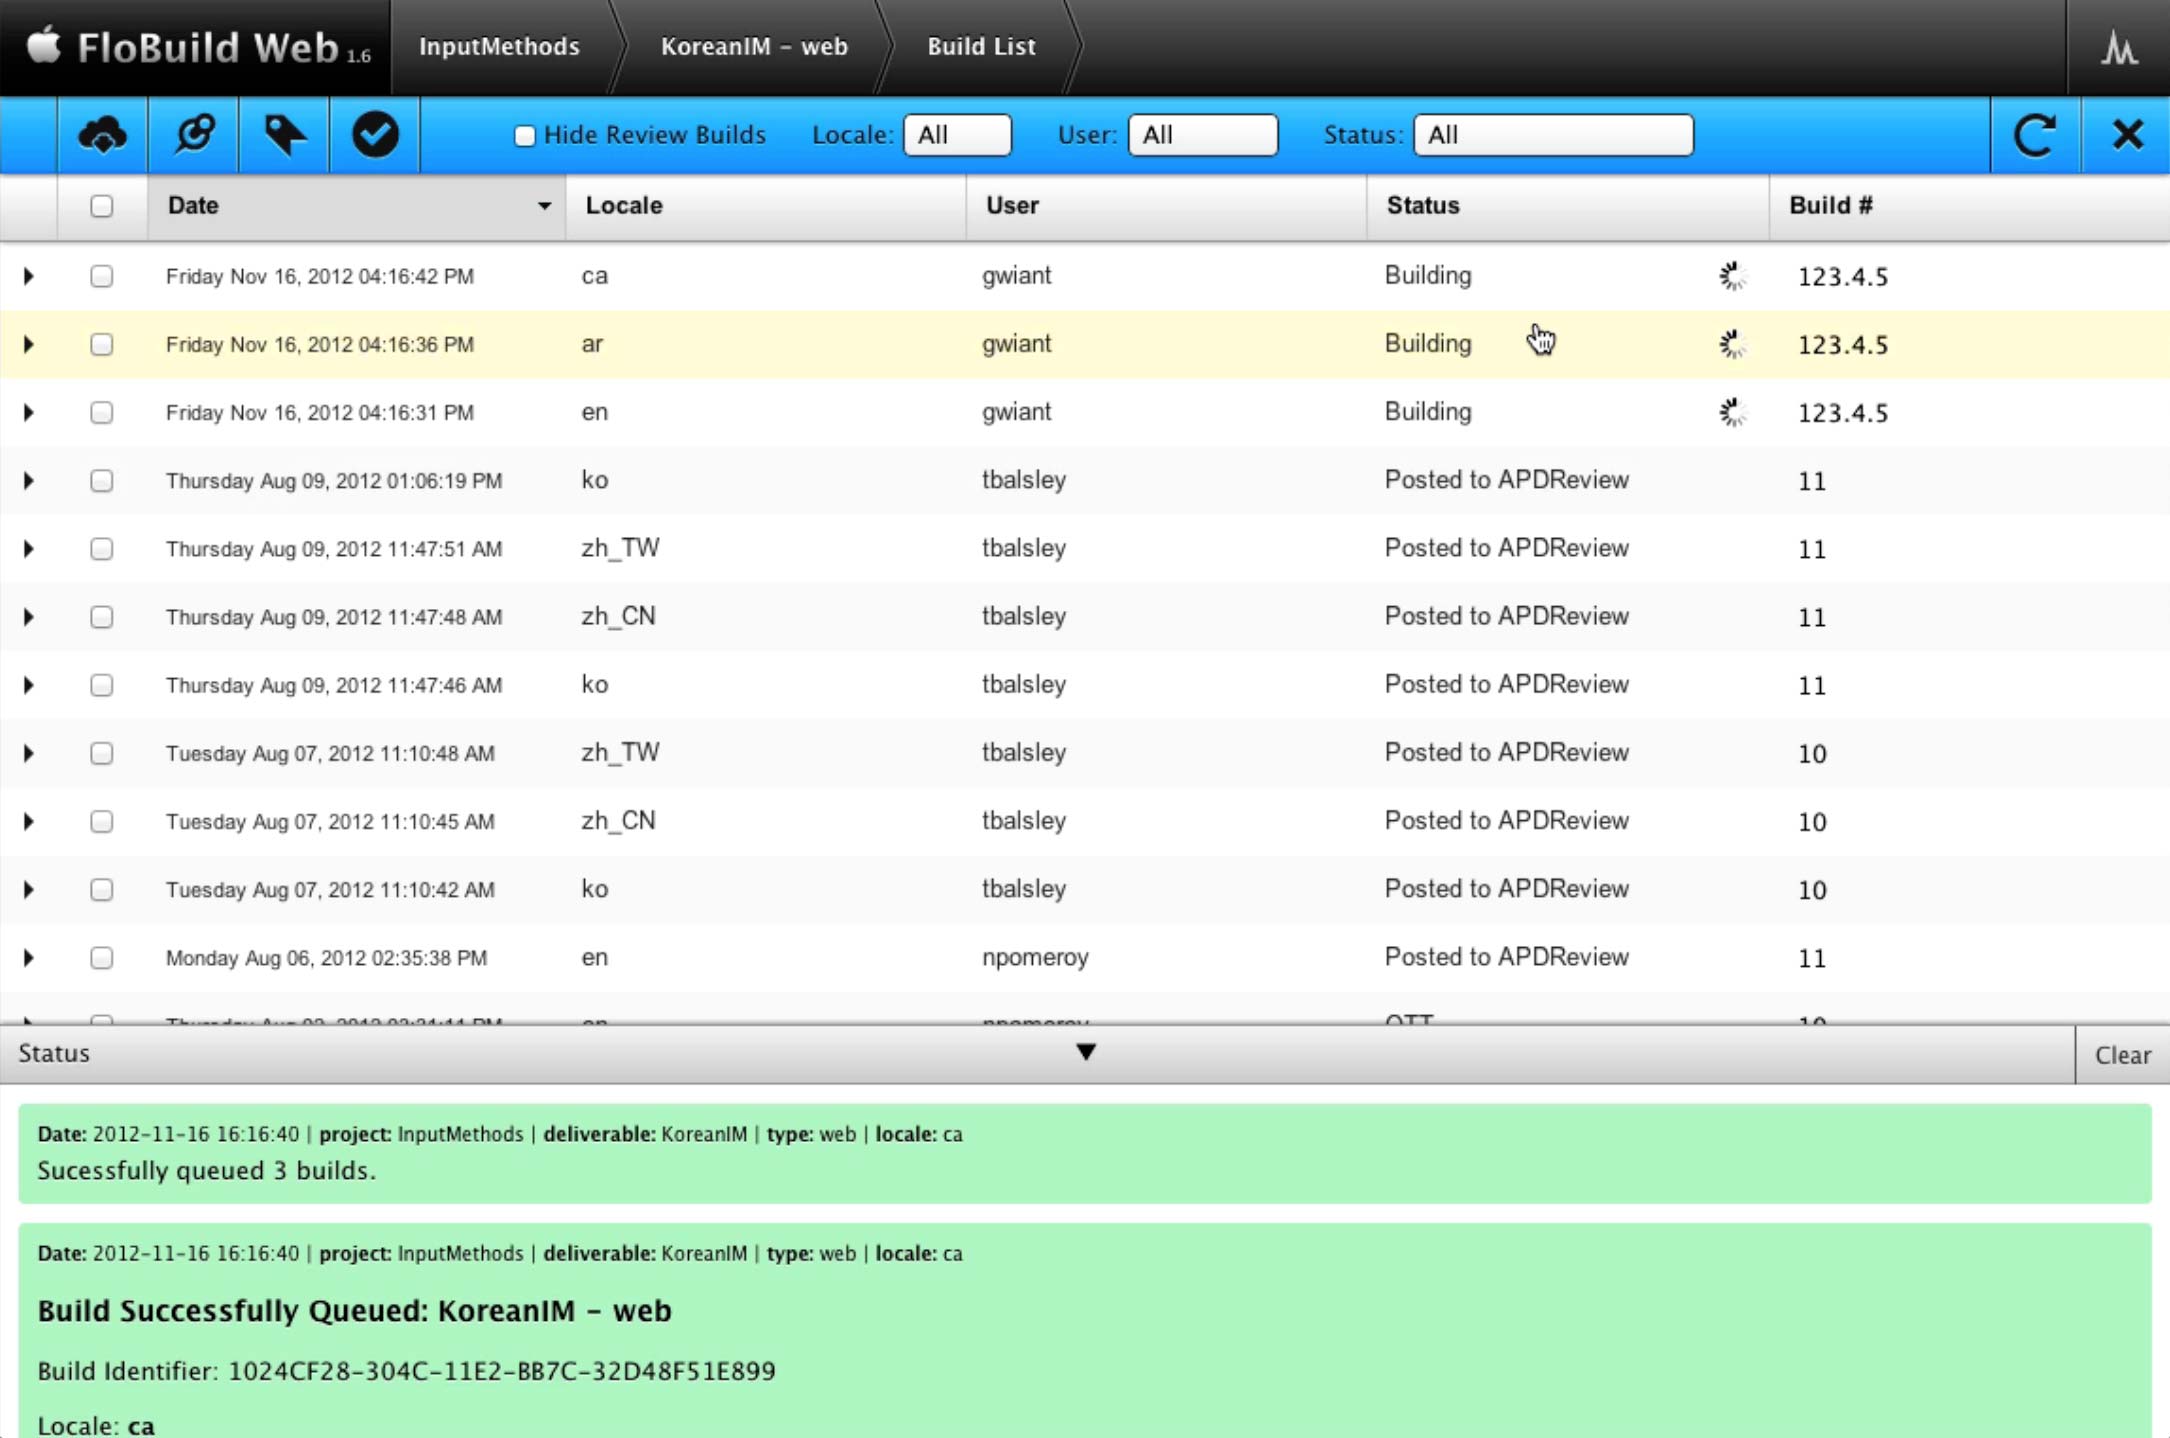 FloBuild Web 1.6 InputMethods KoreanIM – web Build List
Hide Review Builds Locale: All User: All Status: All
Date Locale User Status Build #
Friday Nov 16, 2012 04:16:42 PM ca gwiant Building 123.4.5
Friday Nov 16, 2012 04:16:36 PM ar gwiant Building 123.4.5
Friday Nov 16, 2012 04:16:31 PM en gwiant Building 123.4.5
Thursday Aug 09, 2012 01:06:19 PM ko tbalsley Posted to APDReview 11
Thursday Aug 09, 2012 11:47:51 AM zh_TW tbalsley Posted to APDReview 11
Thursday Aug 09, 2012 11:47:48 AM zh_CN tbalsley Posted to APDReview 11
Thursday Aug 09, 2012 11:47:46 AM ko tbalsley Posted to APDReview 11
Tuesday Aug 07, 2012 11:10:48 AM zh_TW tbalsley Posted to APDReview 10
Tuesday Aug 07, 2012 11:10:45 AM zh_CN tbalsley Posted to APDReview 10
Tuesday Aug 07, 2012 11:10:42 AM ko tbalsley Posted to APDReview 10
Monday Aug 06, 2012 02:35:38 PM en npomeroy Posted to APDReview 11
Status Clear
Date: 2012-11-16 16:16:40 | project: InputMethods | deliverable: KoreanIM | type: web | locale: ca
Sucessfully queued 3 builds.
Date: 2012-11-16 16:16:40 | project: InputMethods | deliverable: KoreanIM | type: web | locale: ca
Build Successfully Queued: KoreanIM – web
Build Identifier: 1024CF28-304C-11E2-BB7C-32D48F51E899
Locale: ca